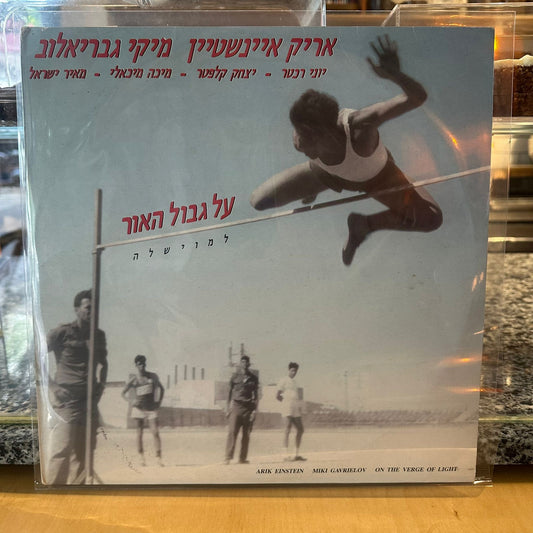 אריק איינשטיין מיקי גבריאלוב
יוני רכטר - יצחק קלפטר - מיכה מיכאלי - מאיר ישראל
על גבול האור
למוישלה
ARIK EINSTEIN MIKI GAVRIELOV ON THE VERGE OF LIGHT